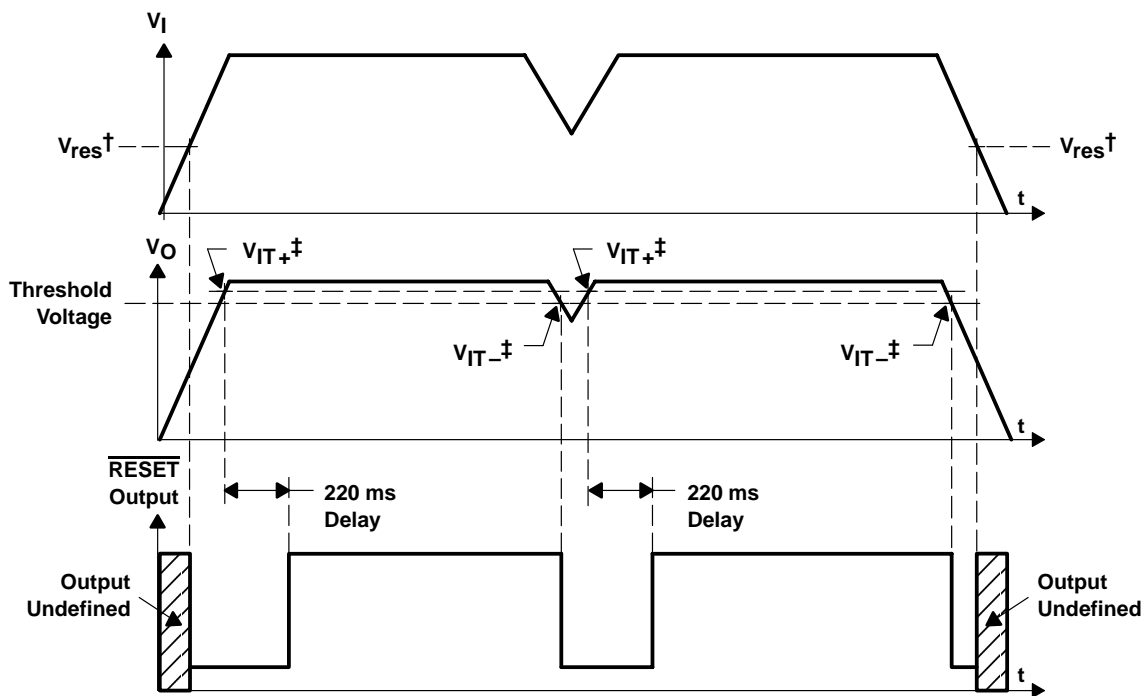 VI
Vres†
Vres†
t
VO
VIT+‡
VIT+‡
Threshold
Voltage
VIT–‡
VIT–‡
t
RESET
Output
220 ms
Delay
220 ms
Delay
Output
Undefined
Output
Undefined
t